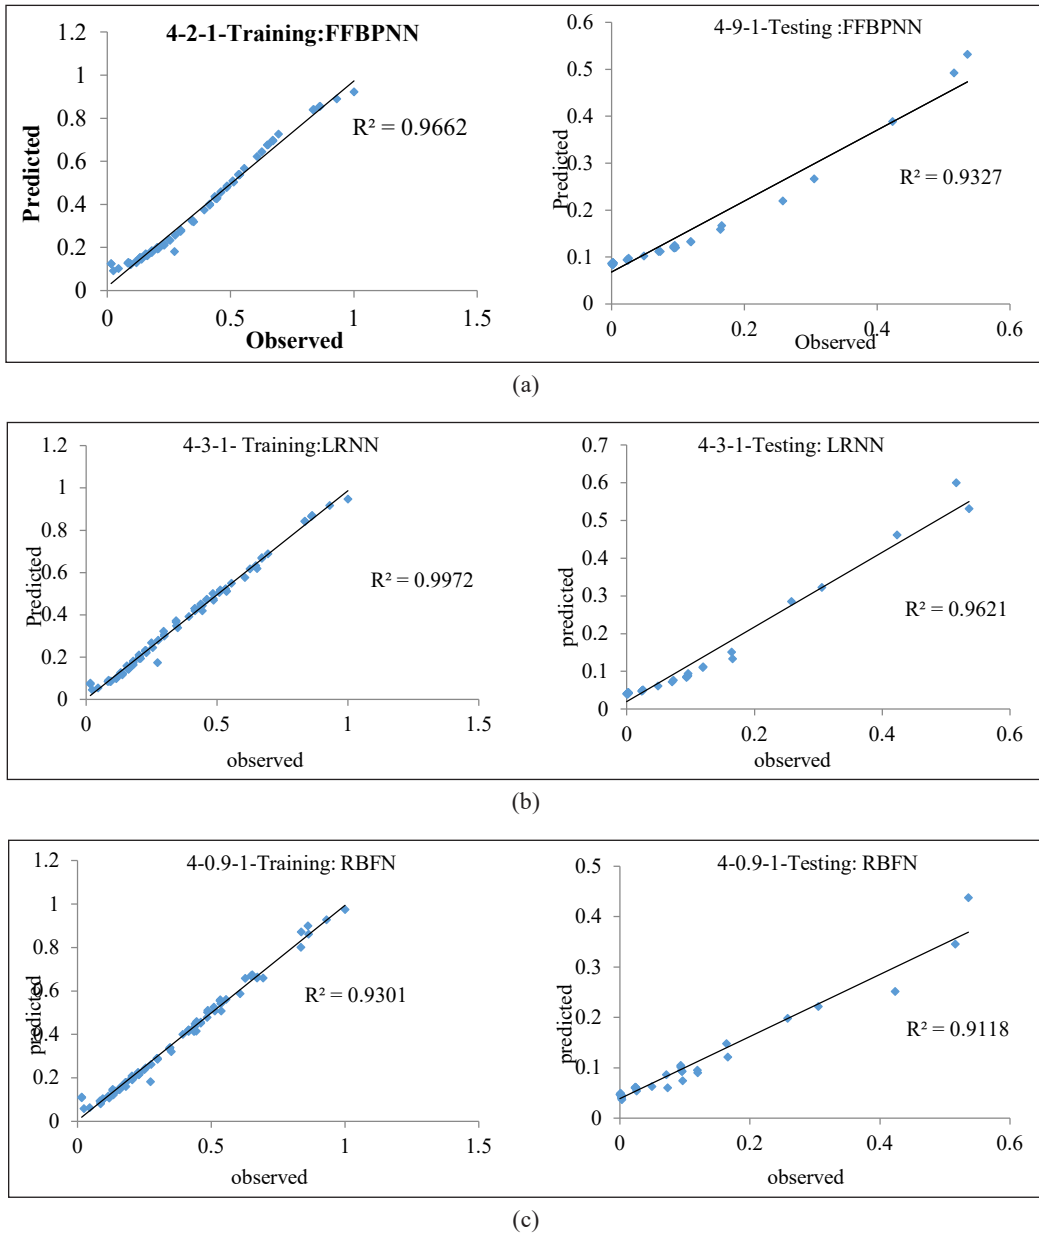 4-2-1-Training:FFBPNN
1.2
1
0.8
0.6
0.4
0.2
0
0
0.5
1
1.5
Predicted
Observed
R² = 0.9662
4-9-1-Testing :FFBPNN
0.6
0.5
0.4
0.3
0.2
0.1
0
0
0.2
0.4
0.6
Predicted
Observed
R² = 0.9327
(a)
4-3-1- Training:LRNN
1.2
1
0.8
0.6
0.4
0.2
0
0
0.5
1
1.5
Predicted
observed
R² = 0.9972
4-3-1-Testing: LRNN
0.7
0.6
0.5
0.4
0.3
0.2
0.1
0
0
0.2
0.4
0.6
predicted
observed
R² = 0.9621
(b)
4-0.9-1-Training: RBFN
1.2
1
0.8
0.6
0.4
0.2
0
0
0.5
1
1.5
predicted
observed
R² = 0.9301
4-0.9-1-Testing: RBFN
0.5
0.4
0.3
0.2
0.1
0
0
0.2
0.4
0.6
predicted
observed
R² = 0.9118
(c)